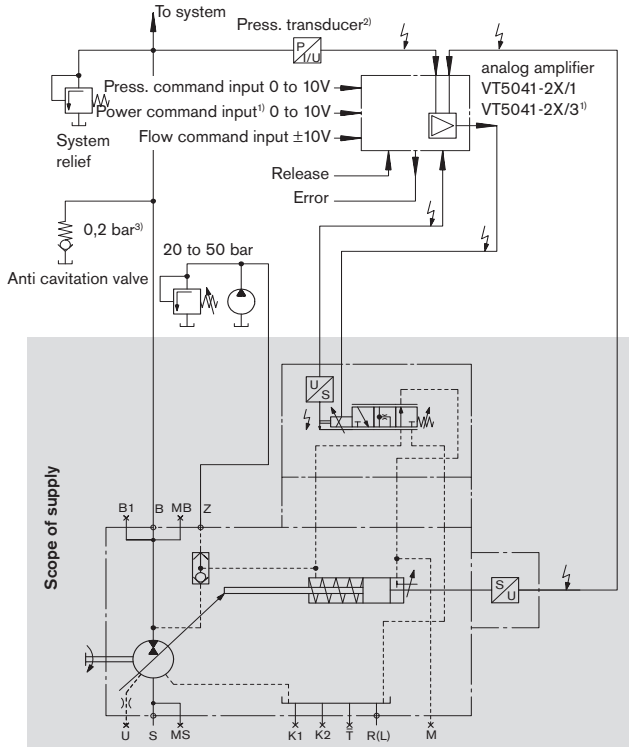 To system
Press. transducer2)
P
I/U
Press. command input 0 to 10V
Power command input1) 0 to 10V
Flow command input ±10V
Release
Error
analog amplifier
VT5041-2X/1
VT5041-2X/31)
System
relief
0,2 bar3)
Anti cavitation valve
20 to 50 bar
U
S
Scope of supply
B1 B MB Z
S
U
U S MS K1 K2 T R(L) M